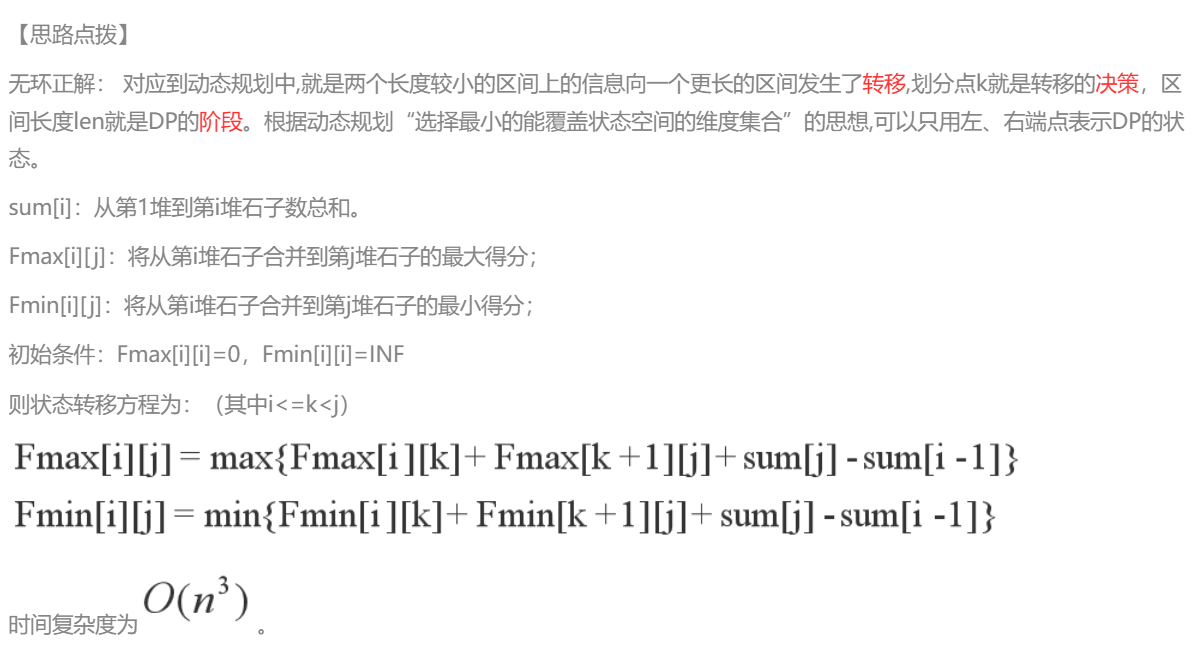 【思路点拨】
无环正解： 对应到动态规划中,就是两个长度较小的区间上的信息向一个更长的区间发生了转移,划分点k就是转移的决策，区
间长度len就是DP的阶段。根据动态规划“选择最小的能覆盖状态空间的维度集合”的思想,可以只用左、右端点表示DP的状
态。
sum[i]：从第1堆到第i堆石子数总和。
Fmax[i][j]：将从第i堆石子合并到第j堆石子的最大得分；
Fmin[i][j]：将从第i堆石子合并到第j堆石子的最小得分；
初始条件：Fmax[i][i]=0，Fmin[i][i]=INF
则状态转移方程为：（其中i<=k<j）
Fmax[i][j] = max{Fmax[i][k]+ Fmax[k +1][j]+ sum[j] -sum[i -1]}
Fmin[i][j] = min{Fmin[i][k]+ Fmin[k +1][j]+ sum[j] -sum[i -1]}
时间复杂度为 O(n³) 。